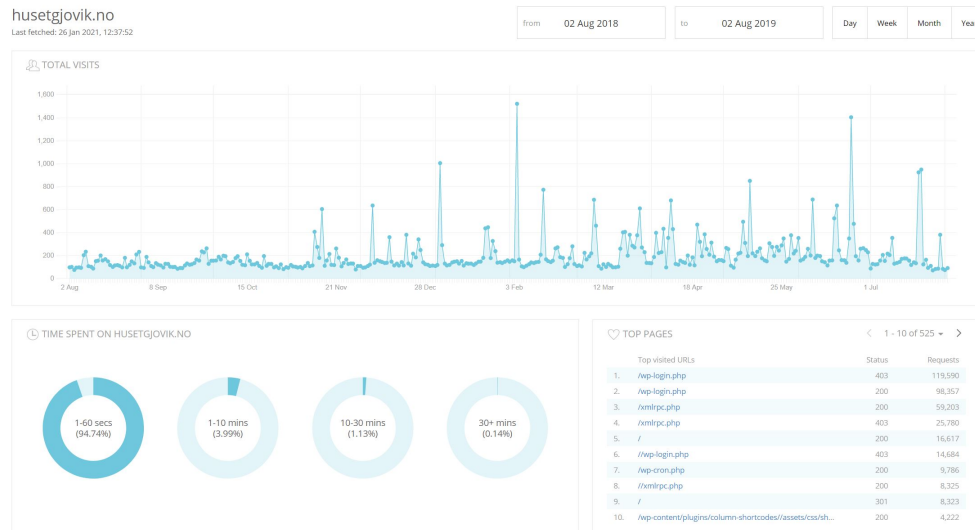 husetgjovik.no
Last fetched: 26 Jan 2021, 12:37:52
from 02 Aug 2018 to 02 Aug 2019 Day Week Month Yea
TOTAL VISITS
1,600
1,400
1,200
1,000
800
600
400
200
0
2 Aug 8 Sep 15 Oct 21 Nov 28 Dec 3 Feb 12 Mar 18 Apr 25 May 1 Jul
TIME SPENT ON HUSETGJOVIK.NO
1-60 secs
(94.74%)
1-10 mins
(3.99%)
10-30 mins
(1.13%)
30+ mins
(0.14%)
TOP PAGES < 1 - 10 of 525 >
Top visited URLs Status Requests
1. /wp-login.php 403 119,590
2. /wp-login.php 200 98,357
3. /xmlrpc.php 200 59,203
4. /xmlrpc.php 403 25,780
5. / 200 16,617
6. //wp-login.php 403 14,684
7. /wp-cron.php 200 9,786
8. //xmlrpc.php 200 8,325
9. / 301 8,323
10. /wp-content/plugins/column-shortcodes//assets/css/sh... 200 4,222